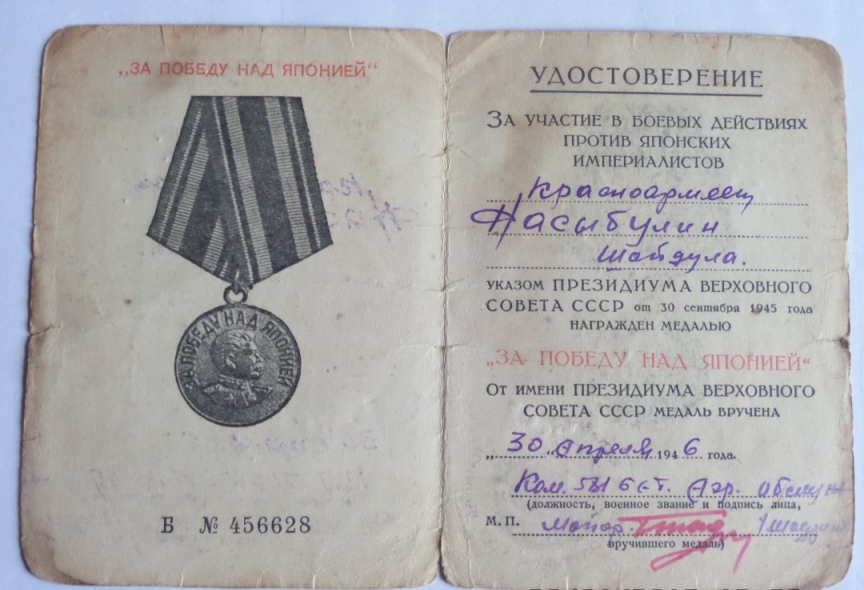 „ЗА ПОБЕДУ НАД ЯПОНИЕЙ“
ЗА ПОБЕДУ НАД ЯПОНИЕЙ
Б № 456628
УДОСТОВЕРЕНИЕ
ЗА УЧАСТИЕ В БОЕВЫХ ДЕЙСТВИЯХ
ПРОТИВ ЯПОНСКИХ
ИМПЕРИАЛИСТОВ
Красноармеец
Насыбулин
УКАЗОМ ПРЕЗИДИУМА ВЕРХОВНОГО
СОВЕТА СССР от 30 сентября 1945 года
НАГРАЖДЕН МЕДАЛЬЮ
„ЗА ПОБЕДУ НАД ЯПОНИЕЙ“
ОТ ИМЕНИ ПРЕЗИДИУМА ВЕРХОВНОГО
СОВЕТА СССР МЕДАЛЬ ВРУЧЕНА
„30“ апреля 1946 года.
Ком.
(должность, военное звание и подпись лица,
М. П. Майор
вручившего медаль)